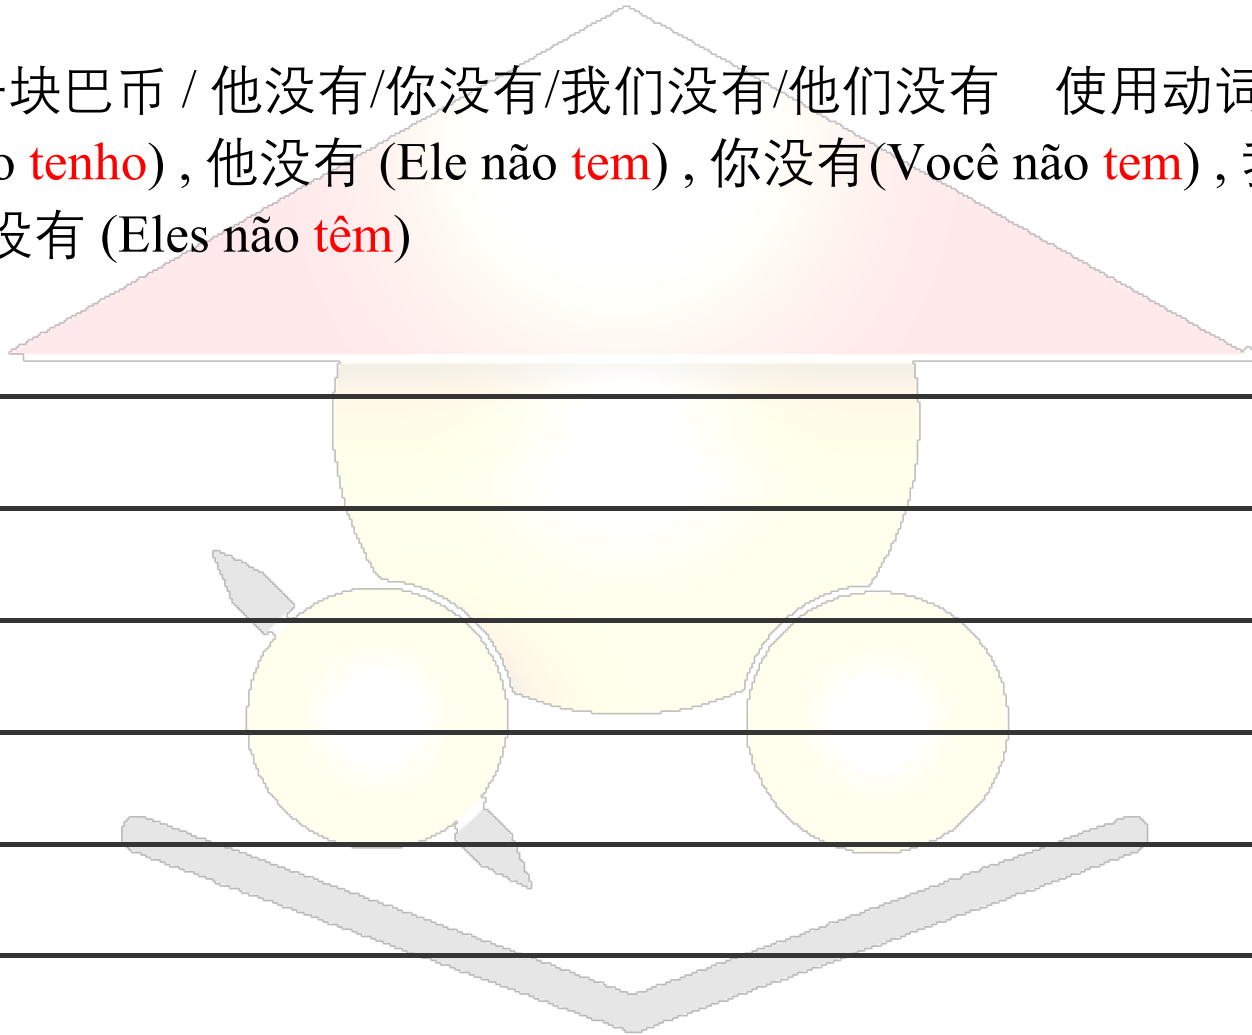 块巴币 / 他没有/你没有/我们没有/他们没有 使用动词
o tenho) , 他没有 (Ele não tem) , 你没有(Você não tem) ,
没有 (Eles não têm)